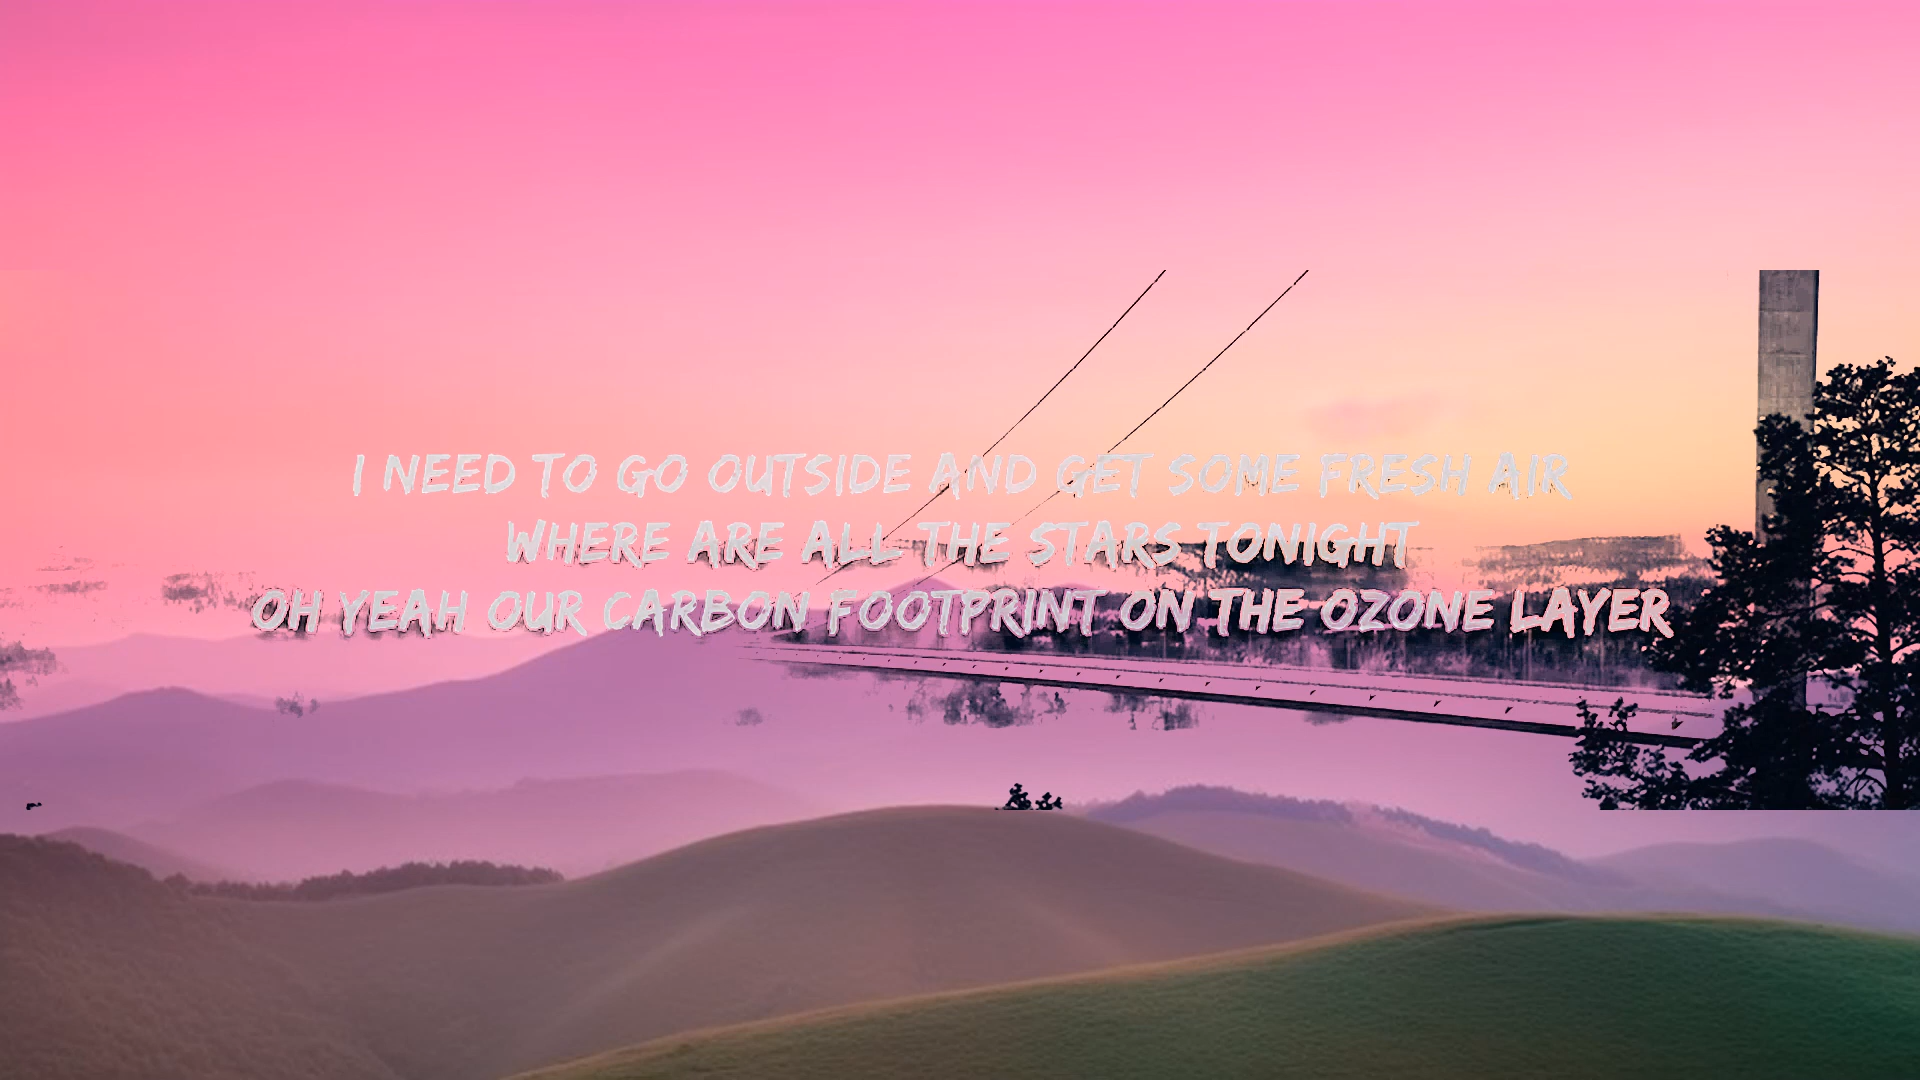 I NEED TO GO OUTSIDE AND GET SOME FRESH AIR
WHERE ARE ALL THE STARS TONIGHT
OH YEAH OUR CARBON FOOTPRINT ON THE OZONE LAYER